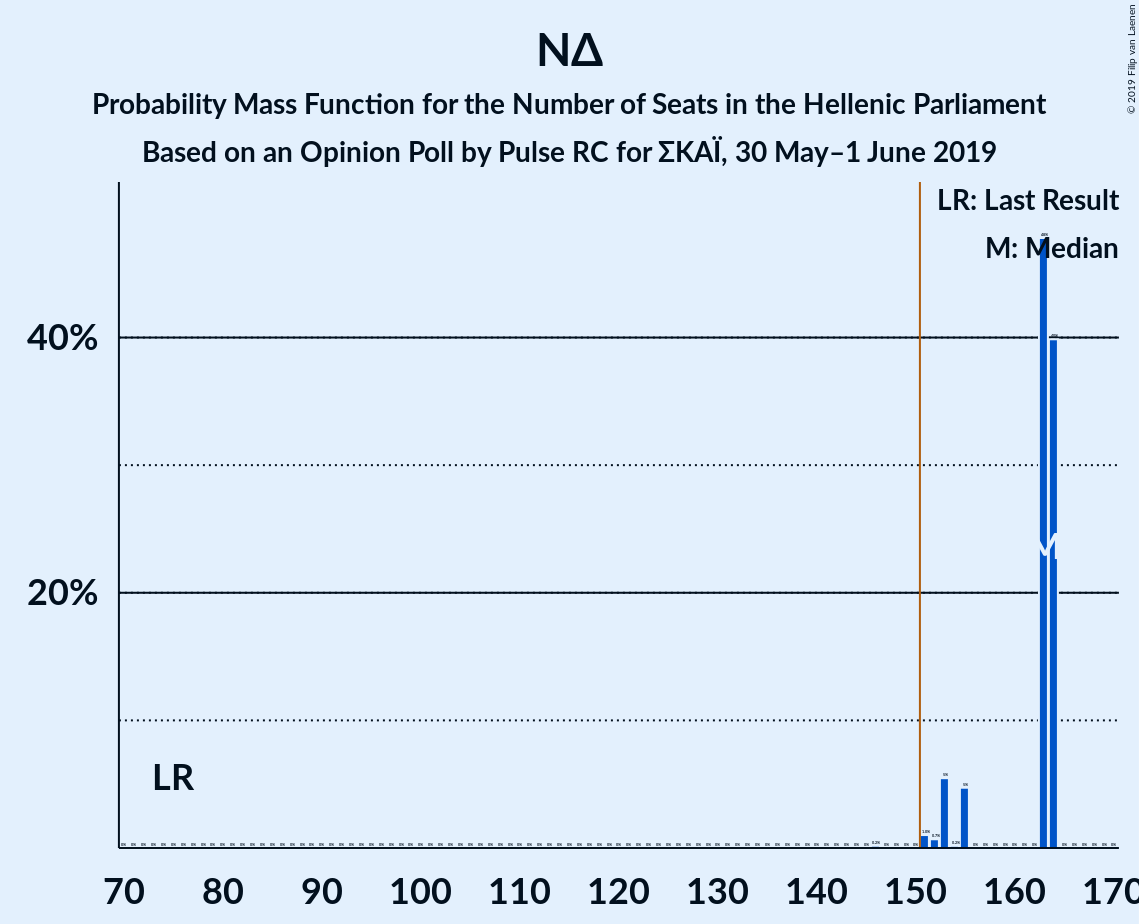 © 2019 Filip van Laenen
ΝΔ
Probability Mass Function for the Number of Seats in the Hellenic Parliament
Based on an Opinion Poll by Pulse RC for ΣΚΑΪ, 30 May–1 June 2019
LR: Last Result
M: Median
40%
20%
LR
M
70 80 90 100 110 120 130 140 150 160 170